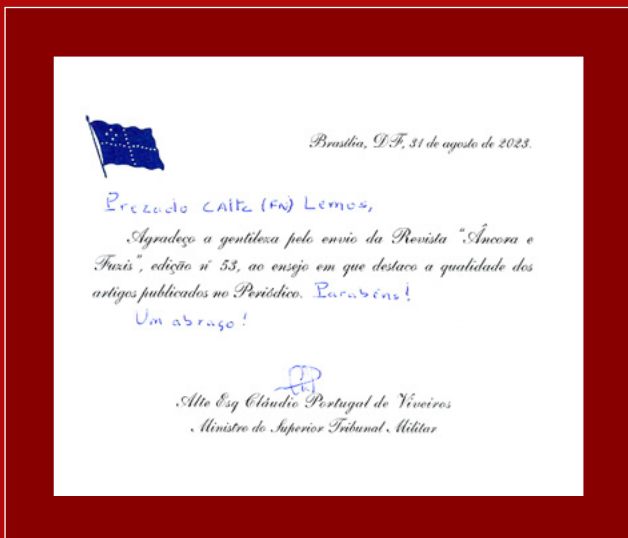 Brasília, D.F, 31 de agosto de 2023.
Prezado CAlte (FN) Lemos,
Agradeço a gentileza pelo envio da Revista “Âncora e
Fuzis”, edição nº 53, ao ensejo em que destaco a qualidade dos
artigos publicados no Periódico. Parabéns!
Um abraço!
Alte Esq Cláudio Portugal de Viveiros
Ministro do Superior Tribunal Militar